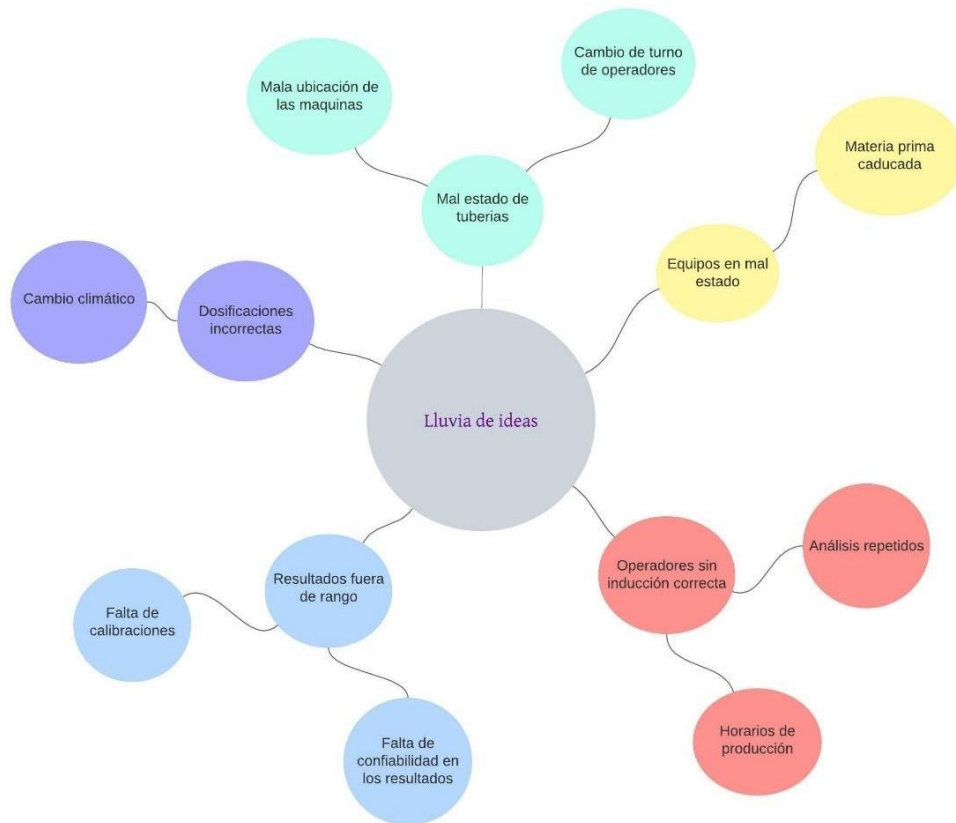 Cambio de turno
de operadores
Mala ubicación de
las maquinas
Materia prima
caducada
Mal estado de
tuberias
Equipos en mal
estado
Cambio climático
Dosificaciones
incorrectas
Lluvia de ideas
Análisis repetidos
Operadores sin
inducción correcta
Resultados fuera
de rango
Falta de
calibraciones
Horarios de
producción
Falta de
confiabilidad en
los resultados